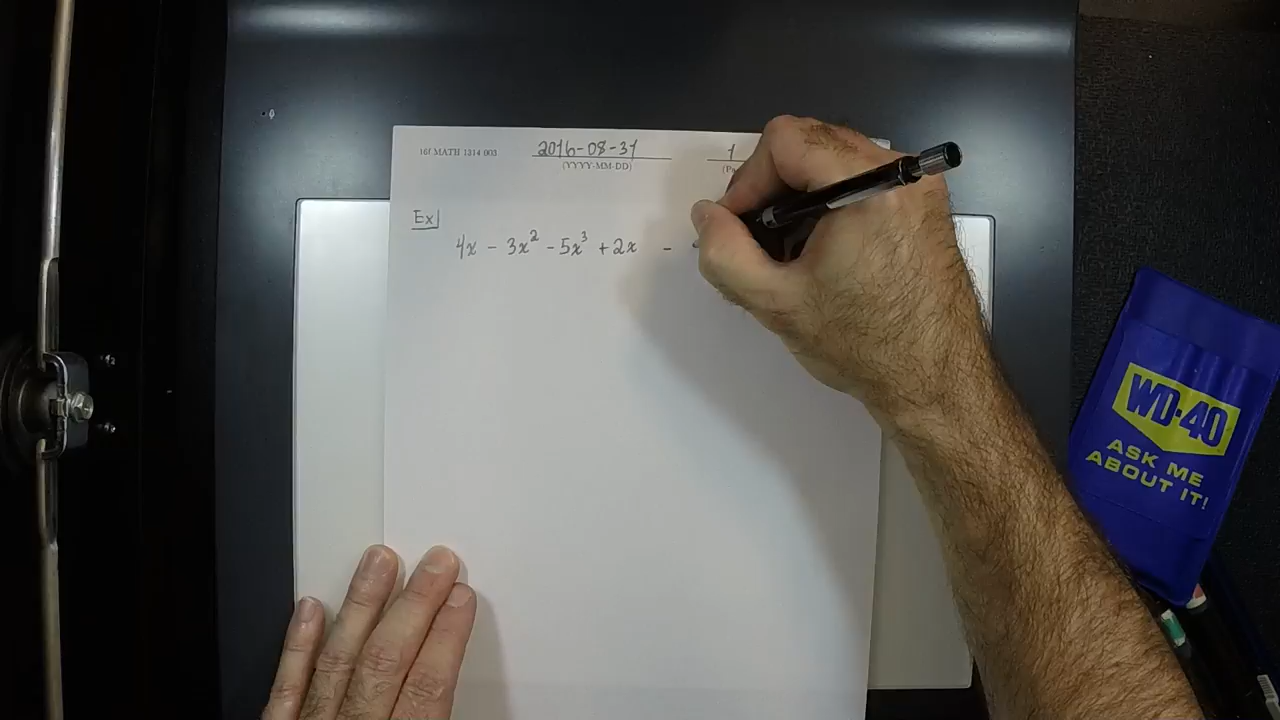 16f MATH 1314 003 2016-08-31 1
(YYYY-MM-DD)
Ex
4x - 3x² - 5x³ + 2x -
WD-40
ASK ME
ABOUT IT!